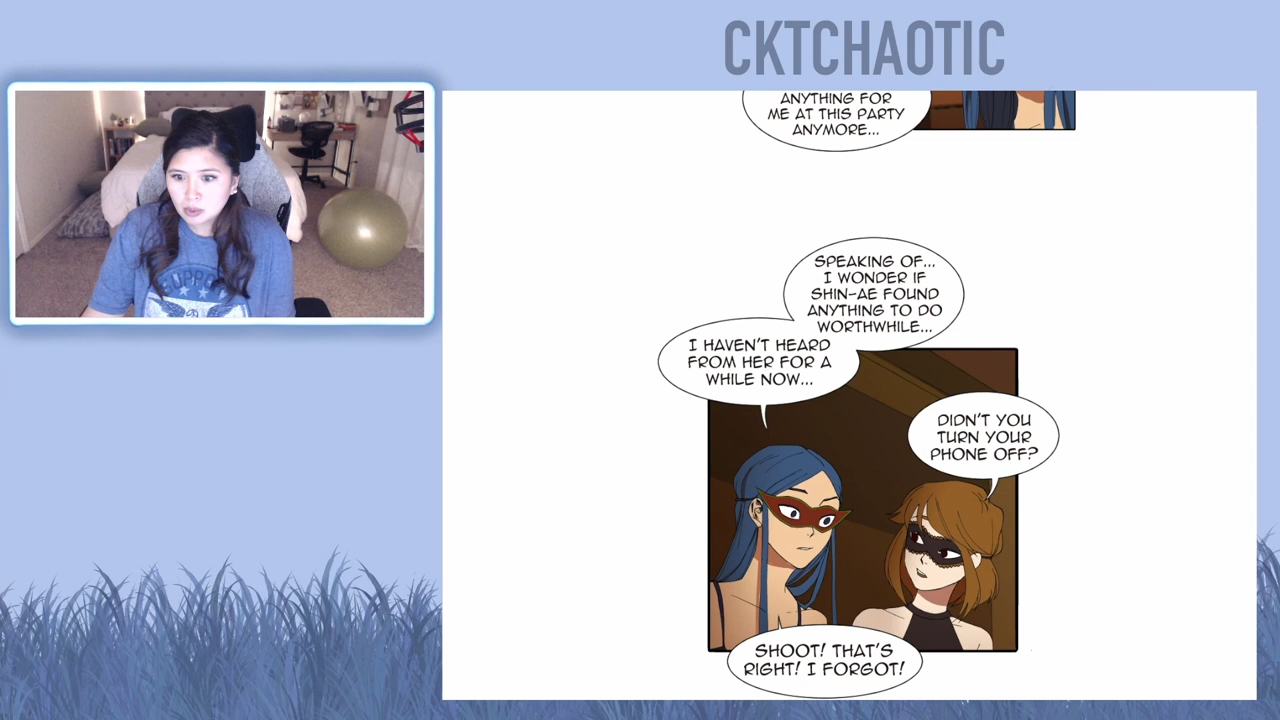 CKTCHAOTIC
ANYTHING FOR
ME AT THIS PARTY
ANYMORE...
SPEAKING OF...
I WONDER IF
SHIN-AE FOUND
ANYTHING TO DO
WORTHWHILE...
I HAVEN'T HEARD
FROM HER FOR A
WHILE NOW...
DIDN'T YOU
TURN YOUR
PHONE OFF?
SHOOT! THAT'S
RIGHT! I FORGOT!